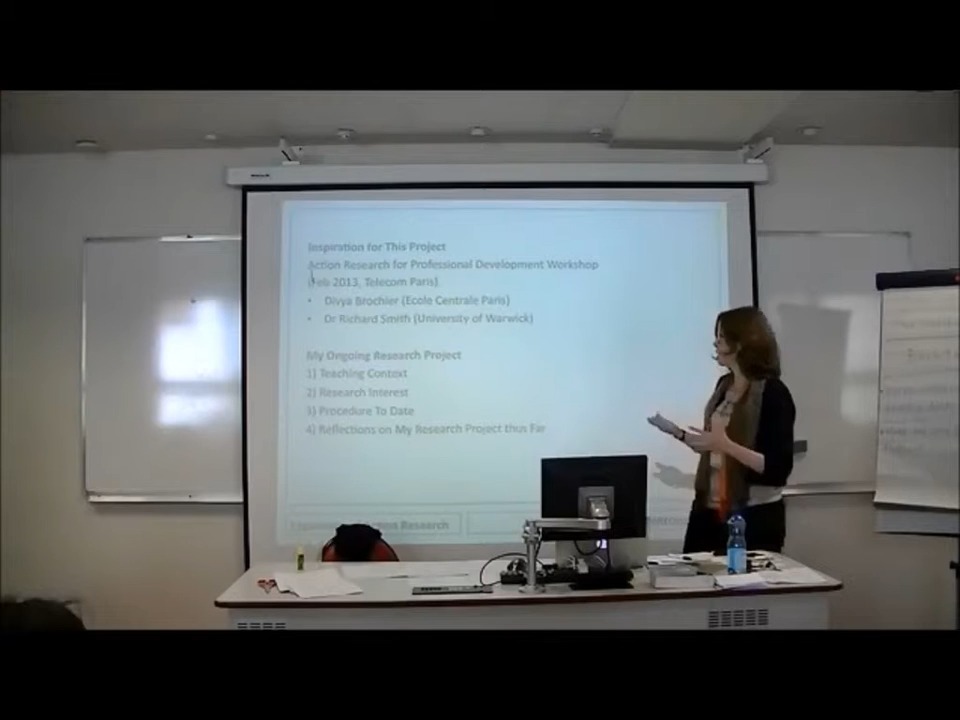 Inspiration for This Project
Action Research for Professional Development Workshop
(Feb 2013, Telecom Paris)
• Divya Brochier (Ecole Centrale Paris)
• Dr Richard Smith (University of Warwick)
My Ongoing Research Project
1) Teaching Context
2) Research Interest
3) Procedure To Date
4) Reflections on My Research Project thus Far
Research